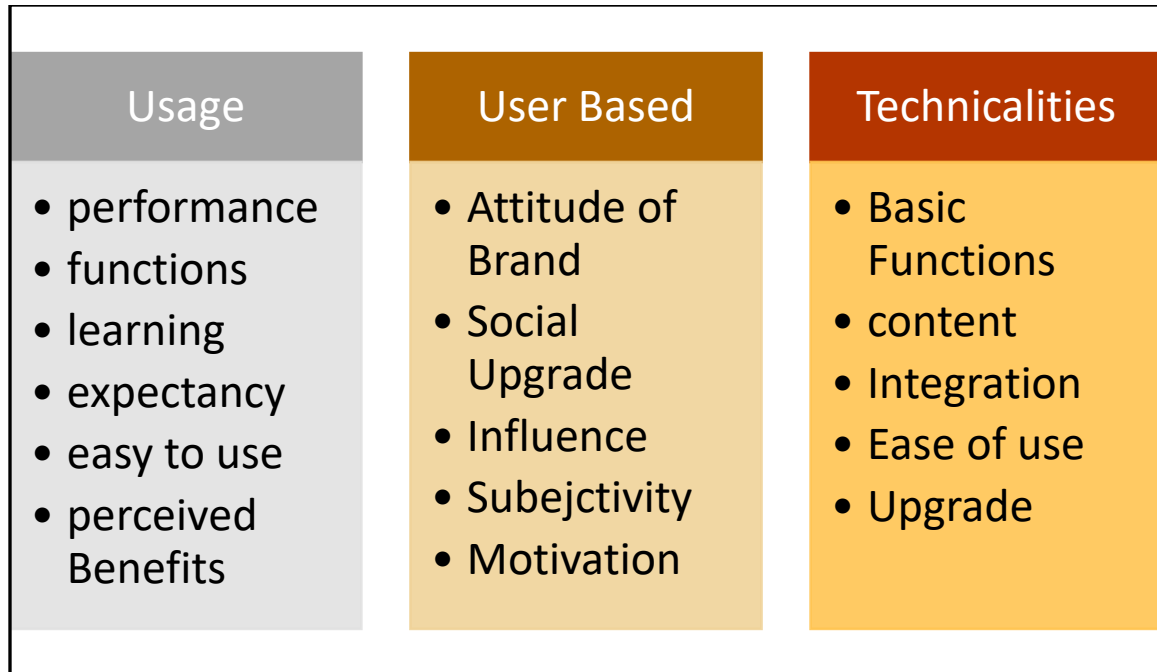 Usage
• performance
• functions
• learning
• expectancy
• easy to use
• perceived
Benefits
User Based
• Attitude of
Brand
• Social
Upgrade
• Influence
• Subejctivity
• Motivation
Technicalities
• Basic
Functions
• content
• Integration
• Ease of use
• Upgrade